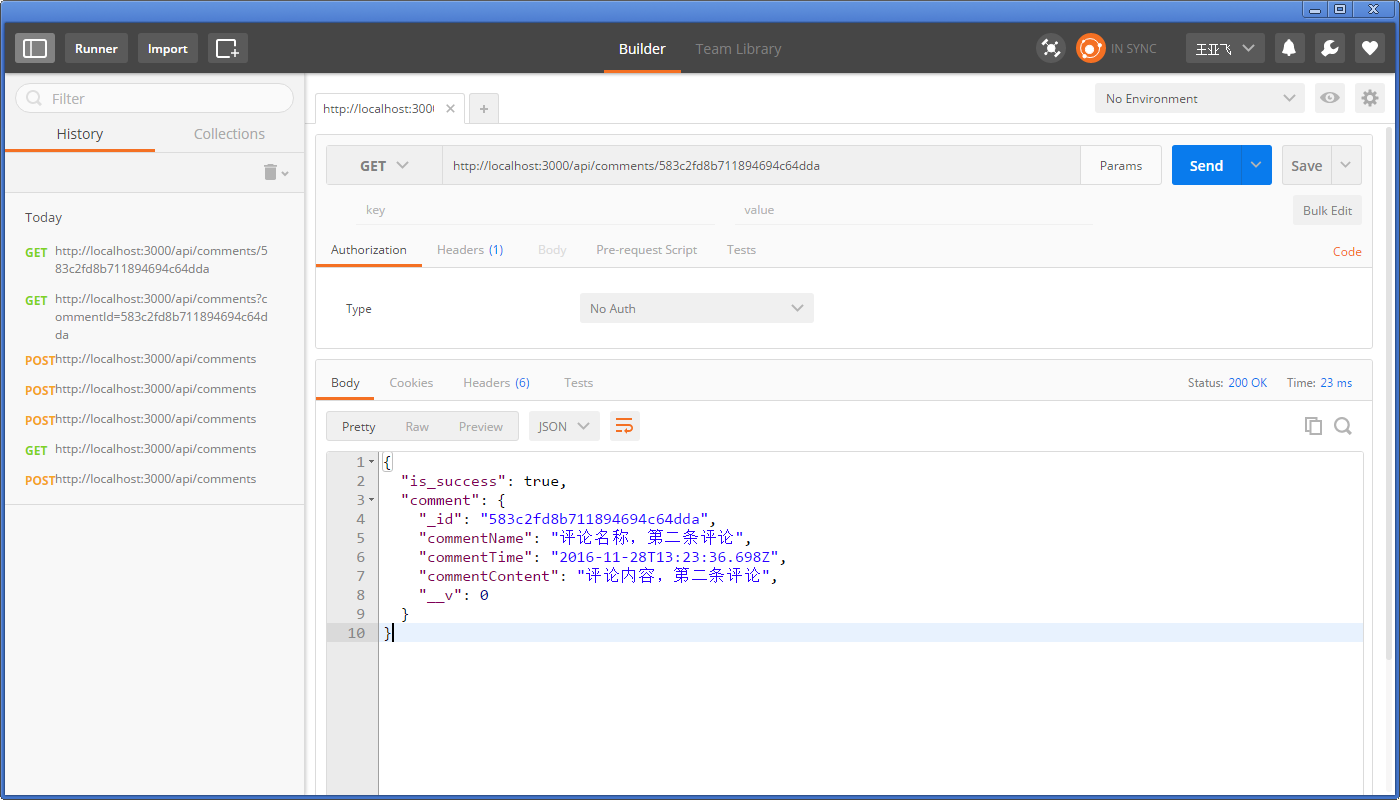 Runner
Import
Builder
Team Library
IN SYNC
王亚飞
Filter
History
Collections
Today
GET http://localhost:3000/api/comments/5
83c2fd8b711894694c64dda
GET http://localhost:3000/api/comments?c
ommentId=583c2fd8b711894694c64d
da
POST http://localhost:3000/api/comments
POST http://localhost:3000/api/comments
POST http://localhost:3000/api/comments
GET http://localhost:3000/api/comments
POST http://localhost:3000/api/comments
http://localhost:3000
No Environment
GET
http://localhost:3000/api/comments/583c2fd8b711894694c64dda
Params
Send
Save
key
value
Bulk Edit
Authorization
Headers (1)
Body
Pre-request Script
Tests
Code
Type
No Auth
Body
Cookies
Headers (6)
Tests
Status: 200 OK
Time: 23 ms
Pretty
Raw
Preview
JSON
1 {
2 "is_success": true,
3 "comment": {
4 "_id": "583c2fd8b711894694c64dda",
5 "commentName": "评论名称，第二条评论",
6 "commentTime": "2016-11-28T13:23:36.698Z",
7 "commentContent": "评论内容，第二条评论",
8 "__v": 0
9 }
10 }